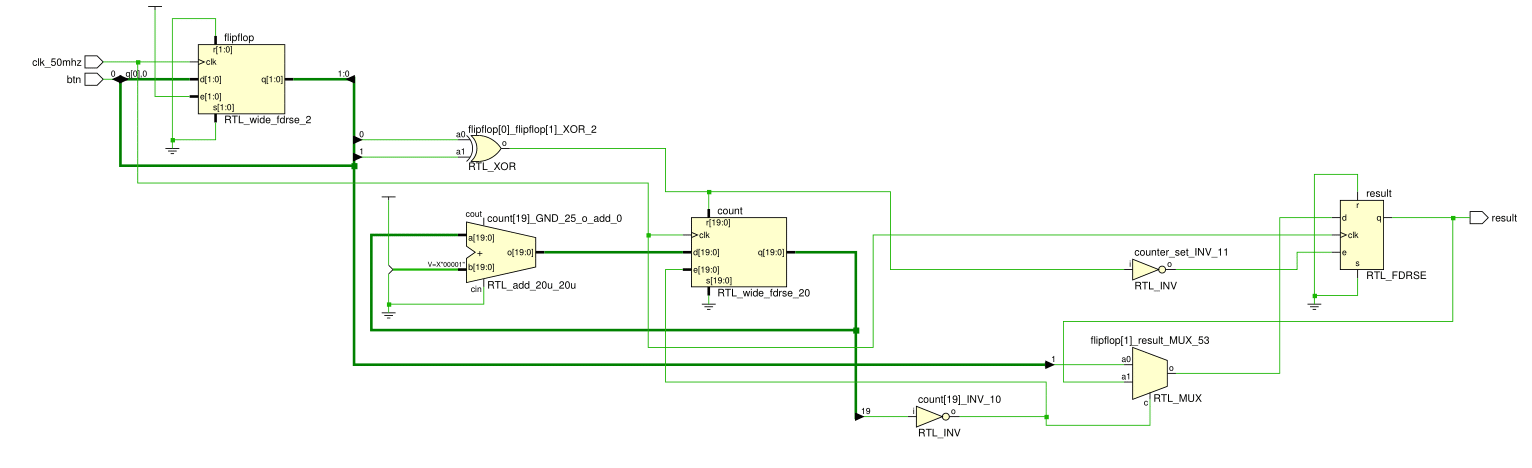 flipflop
r[1:0]
clk_50mhz
clk
btn
0
q[0],0
d[1:0]
q[1:0]
1:0
e[1:0]
s[1:0]
RTL_wide_fdrse_2
flipflop[0]_flipflop[1]_XOR_2
0
a0
o
1
a1
RTL_XOR
result
r
d
q
result
clk
e
s
RTL_FDRSE
cout
count[19]_GND_25_o_add_0
a[19:0]
+
o[19:0]
V=X"00001"
b[19:0]
cin
RTL_add_20u_20u
count
r[19:0]
clk
d[19:0]
q[19:0]
e[19:0]
s[19:0]
RTL_wide_fdrse_20
counter_set_INV_11
i
o
RTL_INV
flipflop[1]_result_MUX_53
1
a0
o
a1
c
RTL_MUX
count[19]_INV_10
19
i
o
RTL_INV